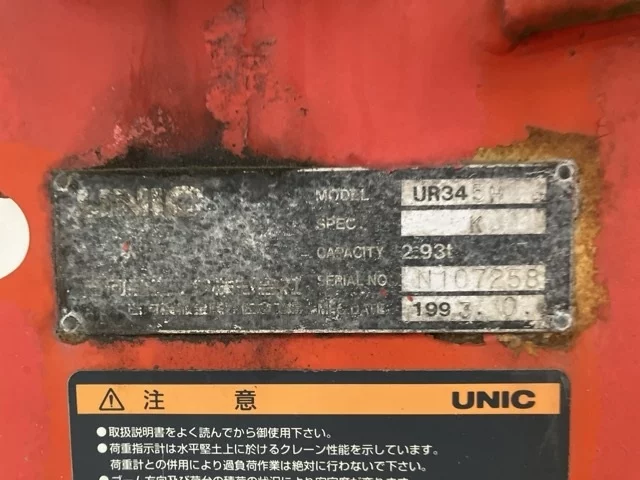 UNIC
MODEL UR345H
SPEC. K
CAPACITY 2.93t
SERIAL NO. N107258
MFG. DATE 199
注 意 UNIC
●取扱説明書をよく読んでから御使用下さい。
●荷重指示計は水平堅土上に於けるクレーン性能を示しています。
荷重計との併用により過負荷作業は絶対に行わないで下さい。